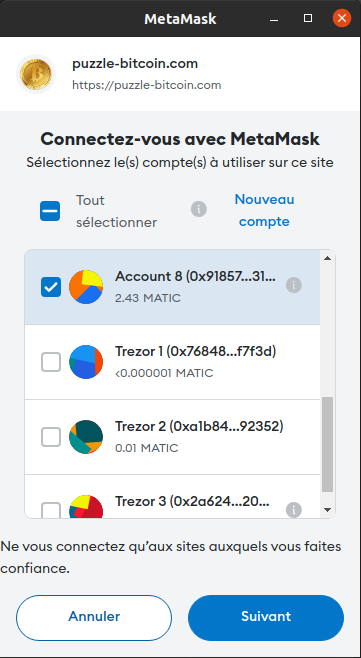 MetaMask
puzzle-bitcoin.com
https://puzzle-bitcoin.com
Connectez-vous avec MetaMask
Sélectionnez le(s) compte(s) à utiliser sur ce site
Tout
sélectionner
Nouveau
compte
Account 8 (0x91857...31...
2.43 MATIC
Trezor 1 (0x76848...f7f3d)
<0.000001 MATIC
Trezor 2 (0xa1b84...92352)
0.01 MATIC
Trezor 3 (0x2a624...20...
Ne vous connectez qu’aux sites auxquels vous faites
confiance.
Annuler
Suivant